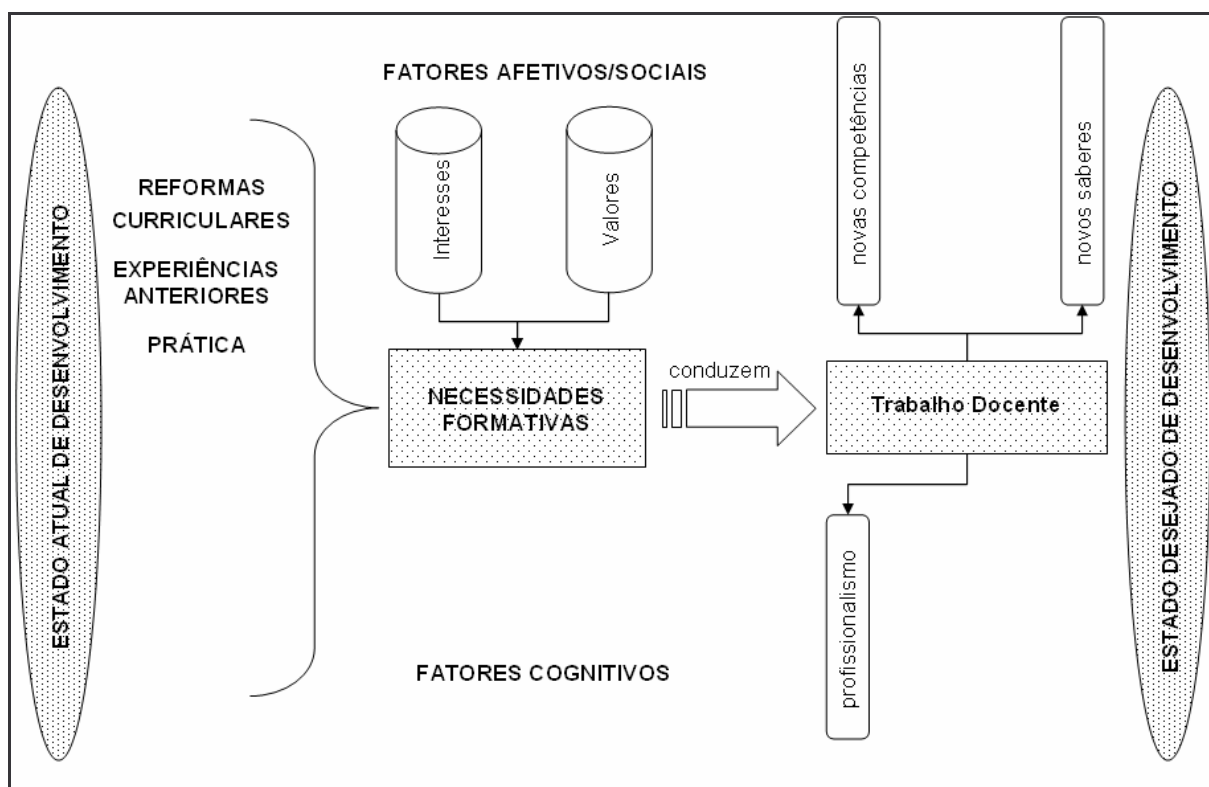 ESTADO ATUAL DE DESENVOLVIMENTO
REFORMAS
CURRICULARES
EXPERIÊNCIAS
ANTERIORES
PRÁTICA
FATORES AFETIVOS/SOCIAIS
Interesses
Valores
NECESSIDADES
FORMATIVAS
FATORES COGNITIVOS
conduzem
novas competências
novos saberes
Trabalho Docente
profissionalismo
ESTADO DESEJADO DE DESENVOLVIMENTO